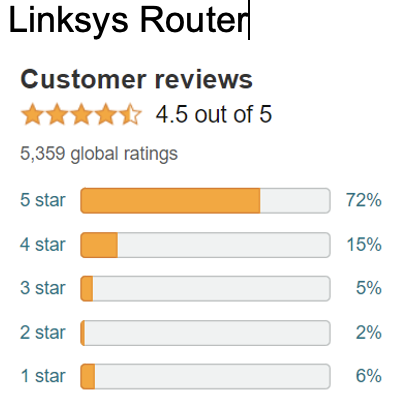 Linksys Router
Customer reviews
4.5 out of 5
5,359 global ratings
5 star 72%
4 star 15%
3 star 5%
2 star 2%
1 star 6%